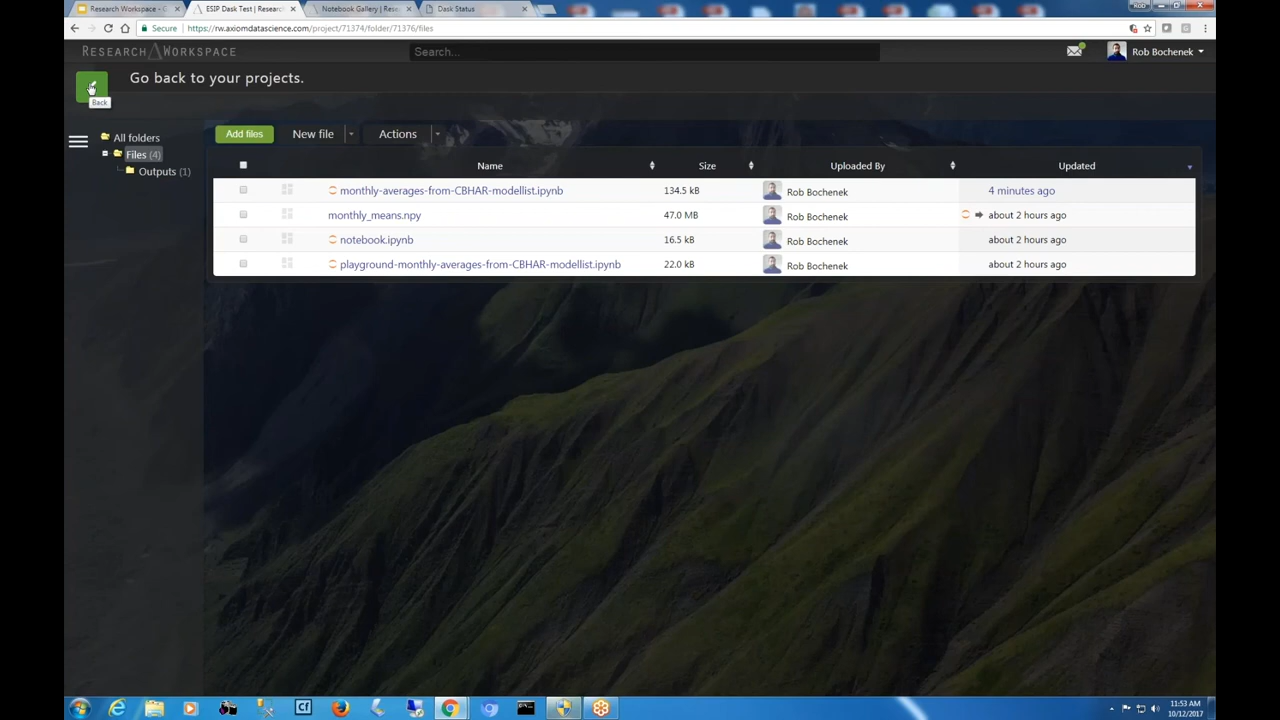 Research Workspace - G
ESIP Dask Test | Research
Notebook Gallery | Rese
Dask Status
Rob
Secure
https://rw.axiomdatascience.com/project/71374/folder/71376/files
RESEARCH WORKSPACE
Search...
Rob Bochenek
Go back to your projects.
Back
All folders
Files (4)
Outputs (1)
Add files
New file
Actions
Name Size Uploaded By Updated
monthly-averages-from-CBHAR-modellist.ipynb 134.5 kB Rob Bochenek 4 minutes ago
monthly_means.npy 47.0 MB Rob Bochenek about 2 hours ago
notebook.ipynb 16.5 kB Rob Bochenek about 2 hours ago
playground-monthly-averages-from-CBHAR-modellist.ipynb 22.0 kB Rob Bochenek about 2 hours ago
Cf
11:53 AM
10/12/2017